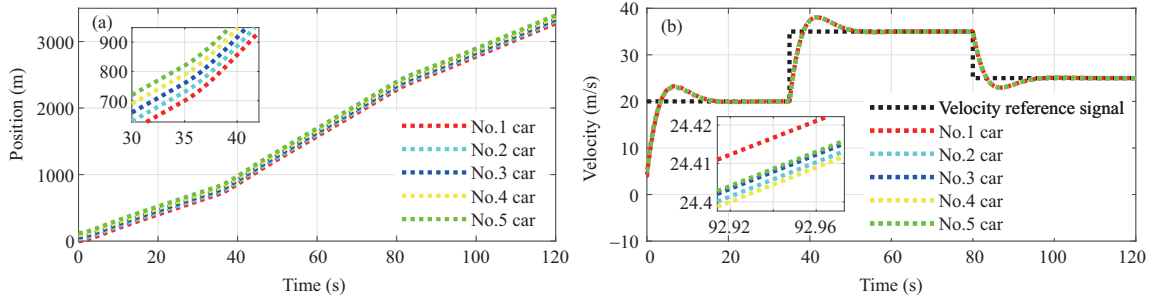 (a)
3000
2000
1000
0
Position (m)
900
800
700
30
35
40
No.1 car
No.2 car
No.3 car
No.4 car
No.5 car
0
20
40
60
80
100
120
Time (s)
(b)
40
30
20
10
0
−10
Velocity (m/s)
Velocity reference signal
No.1 car
No.2 car
No.3 car
No.4 car
No.5 car
24.42
24.41
24.4
92.92
92.96
0
20
40
60
80
100
120
Time (s)